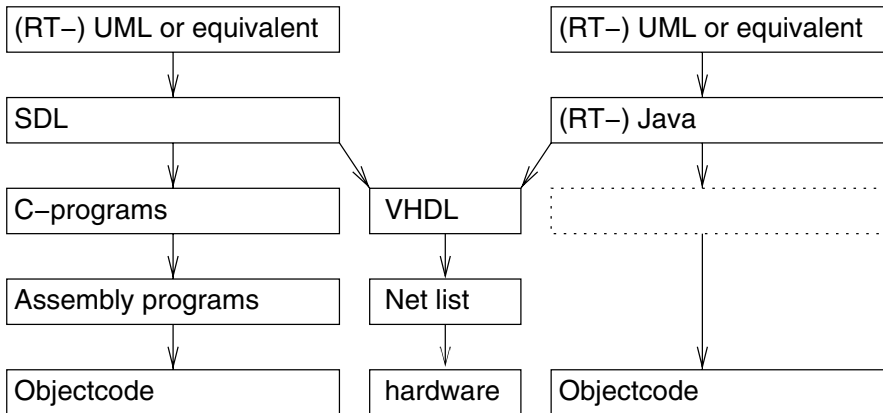 (RT−) UML or equivalent
(RT−) UML or equivalent
SDL
(RT−) Java
C−programs
VHDL
Assembly programs
Net list
Objectcode
hardware
Objectcode